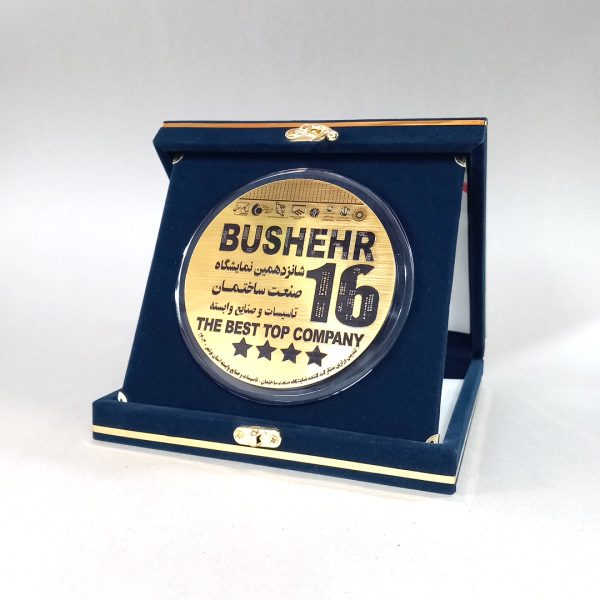 BUSHEHR
شانزدهمین نمایشگاه
16
صنعت ساختمان
تاسیسات و صنایع وابسته
THE BEST TOP COMPANY